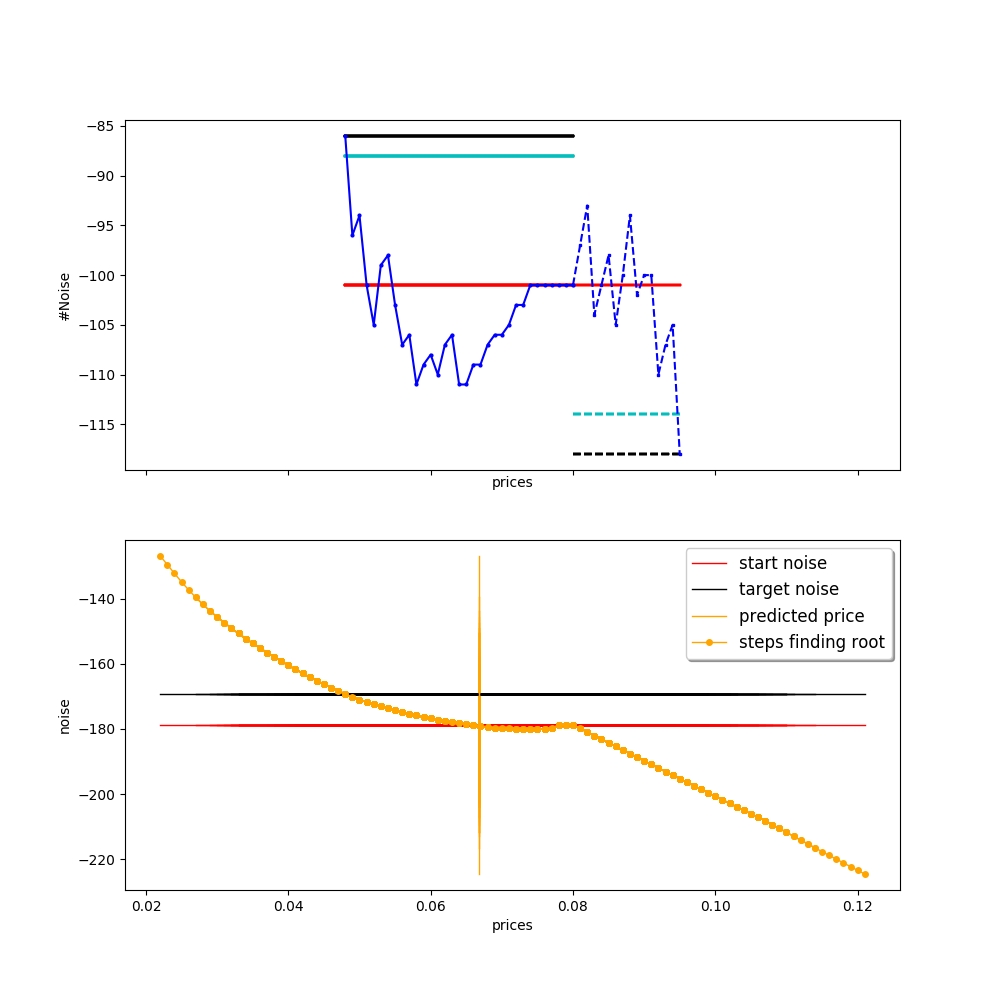 −85
−90
−95
−100
−105
−110
−115
#Noise
prices
−140
−160
−180
−200
−220
noise
start noise
target noise
predicted price
steps finding root
0.02 0.04 0.06 0.08 0.10 0.12
prices